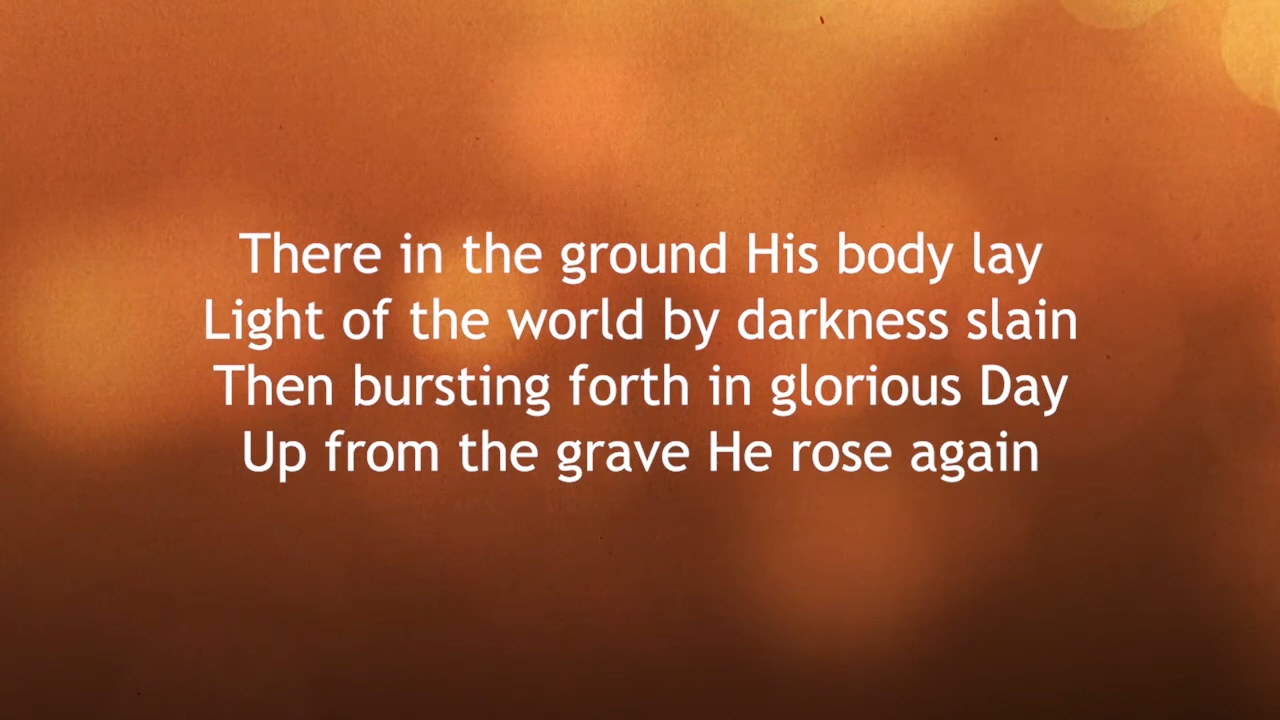 There in the ground His body lay
Light of the world by darkness slain
Then bursting forth in glorious Day
Up from the grave He rose again